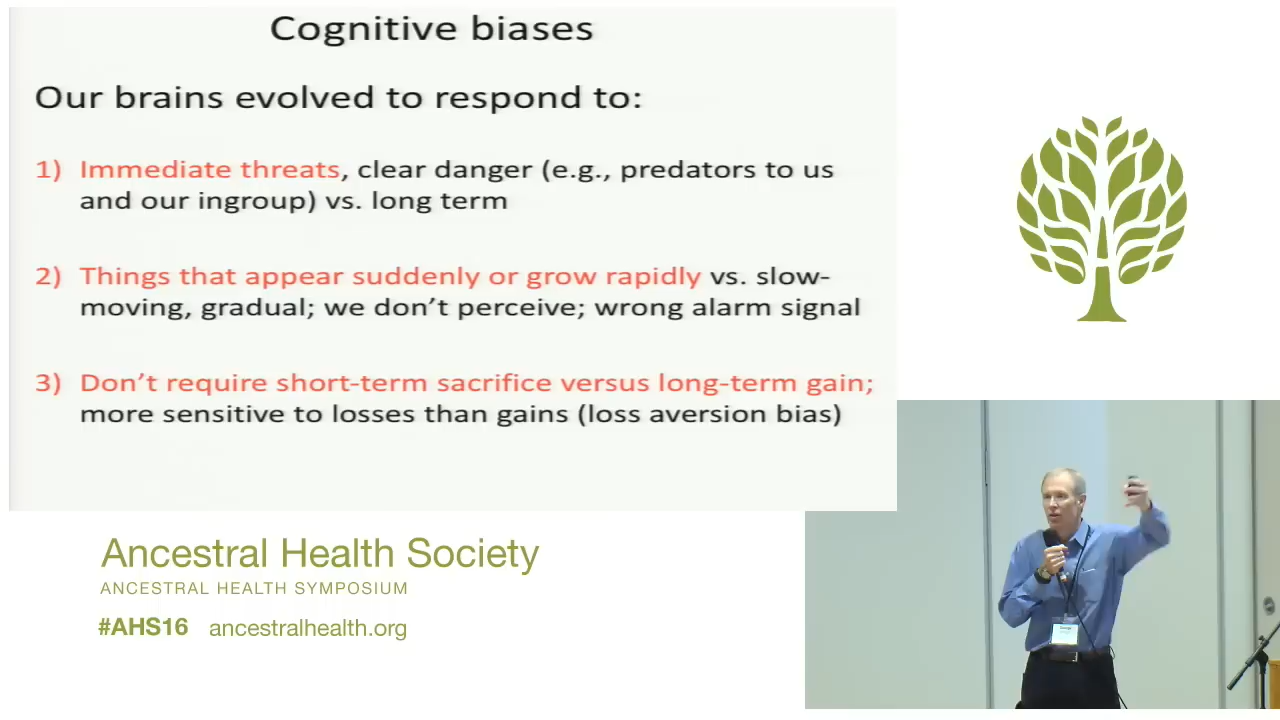 Cognitive biases
Our brains evolved to respond to:
1) Immediate threats, clear danger (e.g., predators to us
and our ingroup) vs. long term
2) Things that appear suddenly or grow rapidly vs. slow-
moving, gradual; we don't perceive; wrong alarm signal
3) Don't require short-term sacrifice versus long-term gain;
more sensitive to losses than gains (loss aversion bias)
Ancestral Health Society
ANCESTRAL HEALTH SYMPOSIUM
#AHS16 ancestralhealth.org